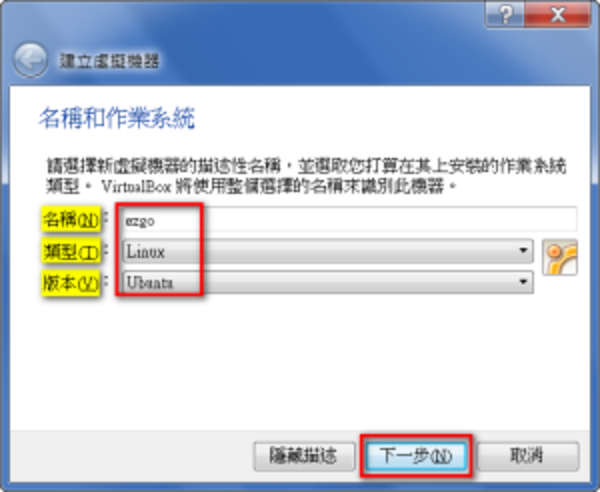 ?
建立虛擬機器
名稱和作業系統
請選擇新虛擬機器的描述性名稱，並選取您打算在其上安裝的作業系統
類型。 VirtualBox 將使用整個選擇的名稱來識別此機器。
名稱(N): ezgo
類型(T): Linux
版本(V): Ubuntu
隱藏描述 下一步(N) 取消